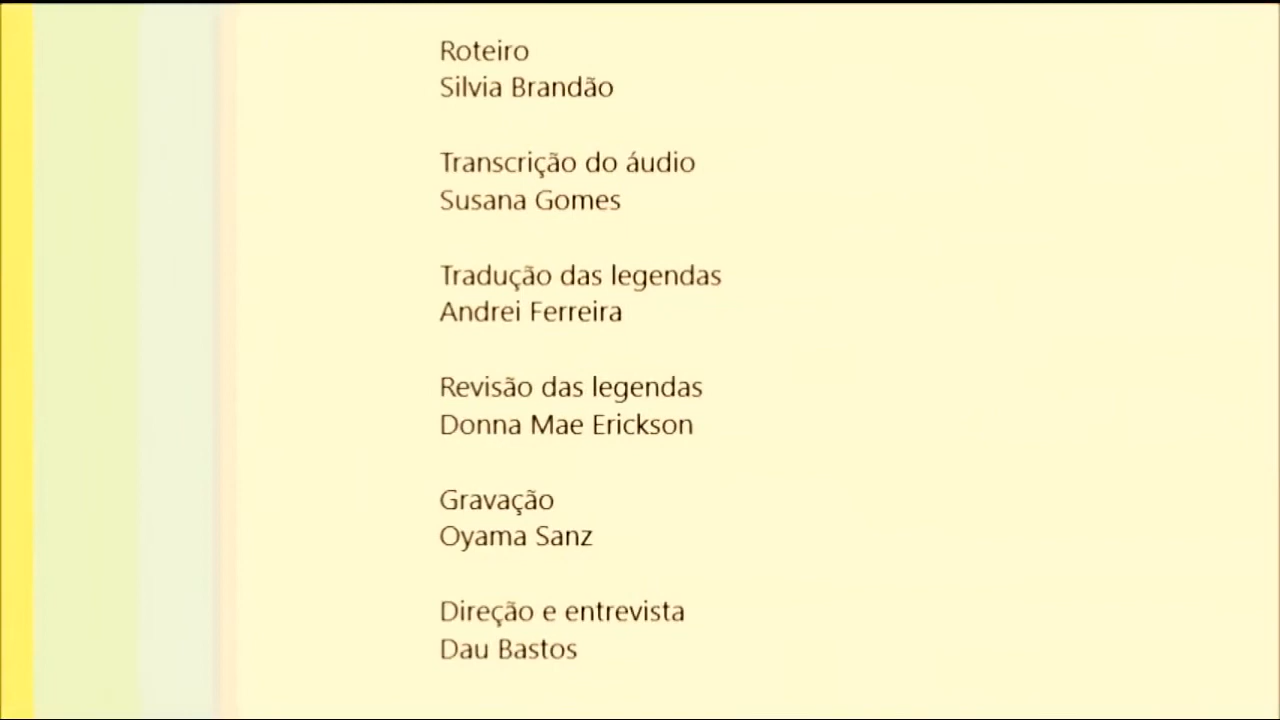 Roteiro
Silvia Brandão
Transcrição do áudio
Susana Gomes
Tradução das legendas
Andrei Ferreira
Revisão das legendas
Donna Mae Erickson
Gravação
Oyama Sanz
Direção e entrevista
Dau Bastos